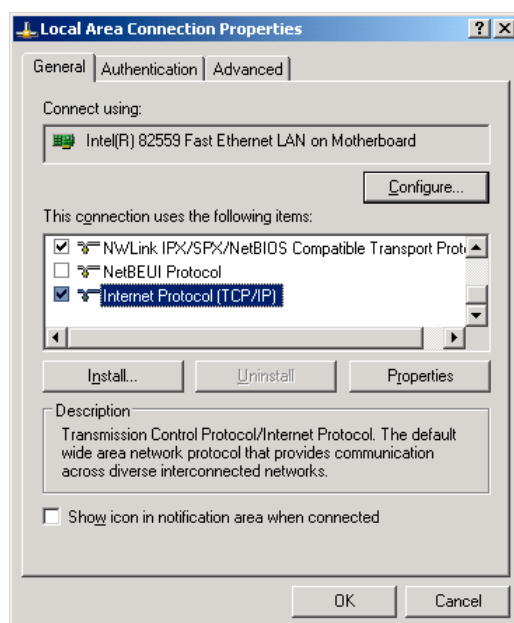 Local Area Connection Properties
General Authentication Advanced
Connect using:
Intel(R) 82559 Fast Ethernet LAN on Motherboard
Configure...
This connection uses the following items:
NWLink IPX/SPX/NetBIOS Compatible Transport Prot
NetBEUI Protocol
Internet Protocol (TCP/IP)
Install... Uninstall Properties
Description
Transmission Control Protocol/Internet Protocol. The default
wide area network protocol that provides communication
across diverse interconnected networks.
Show icon in notification area when connected
OK Cancel